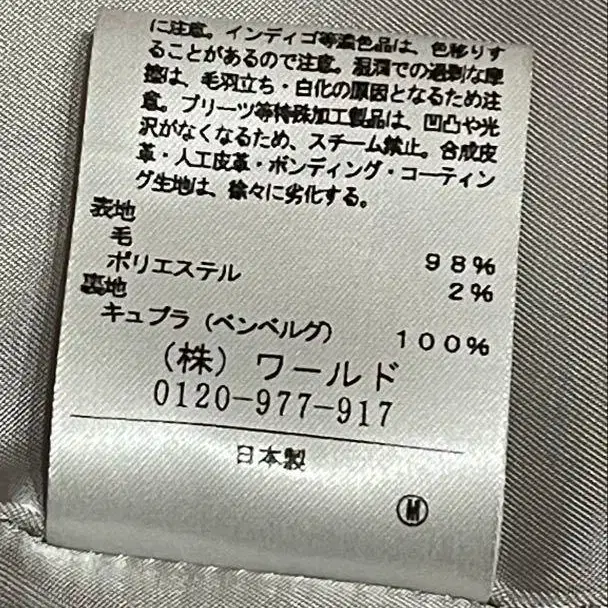 に注意。インディゴ等濃色品は、色移りす
ることがあるので注意。湿潤での過剰な摩
擦は、毛羽立ち・白化の原因となるため注
意。プリーツ等特殊加工製品は、凹凸や光
沢がなくなるため、スチーム禁止。合成皮
革・人工皮革・ボンディング・コーティン
グ生地は、徐々に劣化する。
表地
毛 98%
ポリエステル 2%
裏地
キュプラ(ベンベルグ) 100%
(株)ワールド
0120-977-917
日本製
M